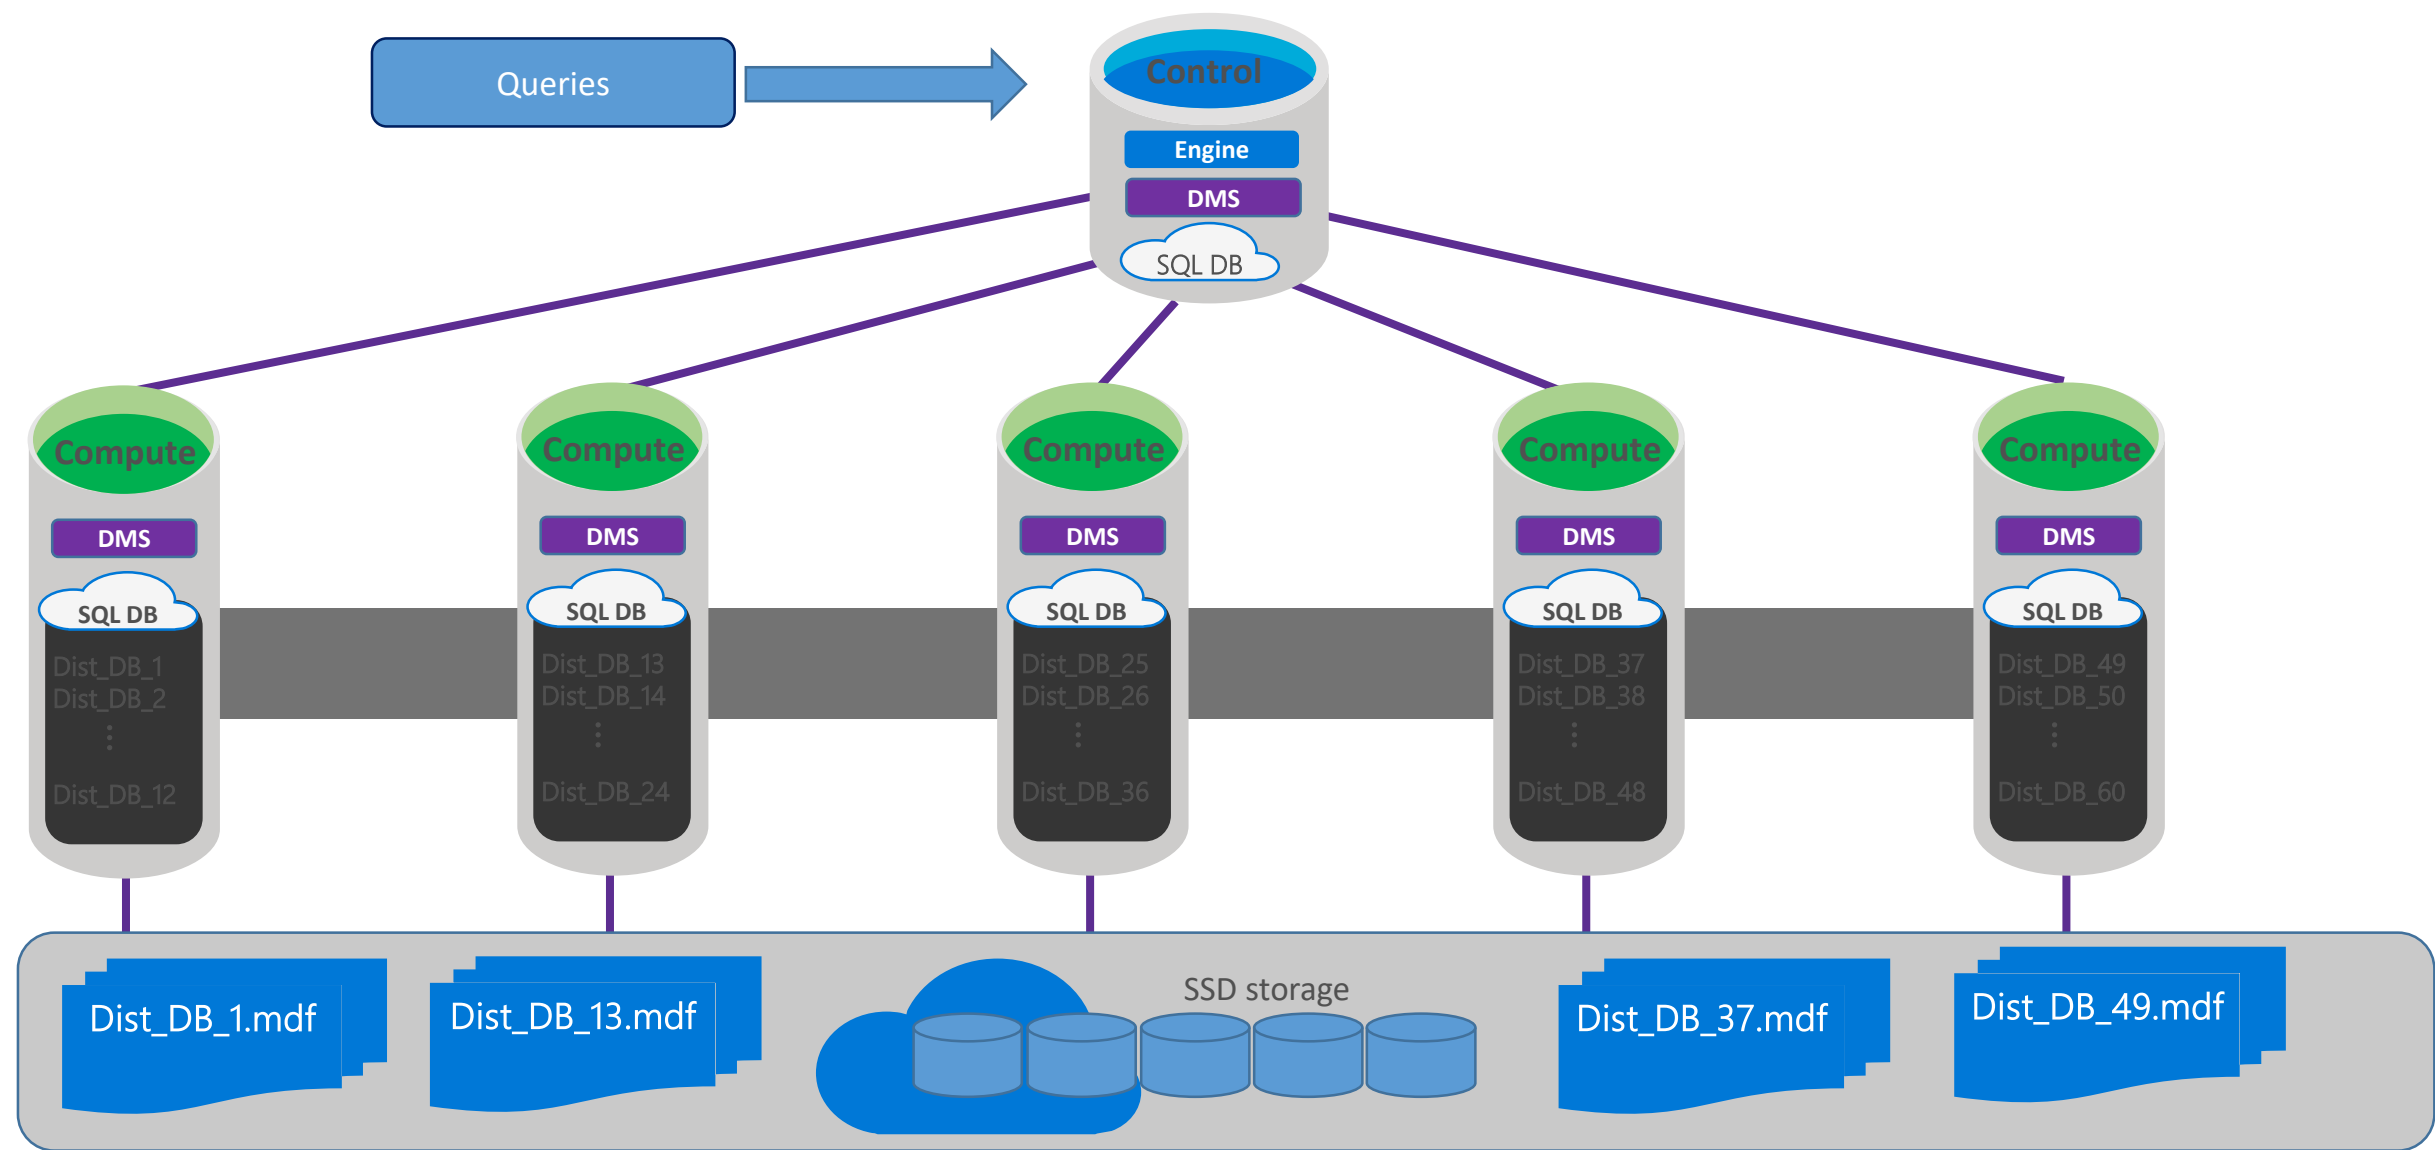 Queries
Control
Engine
DMS
SQL DB
Compute
DMS
SQL DB
Dist_DB_1
Dist_DB_2
Dist_DB_12
Compute
DMS
SQL DB
Dist_DB_13
Dist_DB_14
Dist_DB_24
Compute
DMS
SQL DB
Dist_DB_25
Dist_DB_26
Dist_DB_36
Compute
DMS
SQL DB
Dist_DB_37
Dist_DB_38
Dist_DB_48
Compute
DMS
SQL DB
Dist_DB_49
Dist_DB_50
Dist_DB_60
Dist_DB_1.mdf
Dist_DB_13.mdf
SSD storage
Dist_DB_37.mdf
Dist_DB_49.mdf